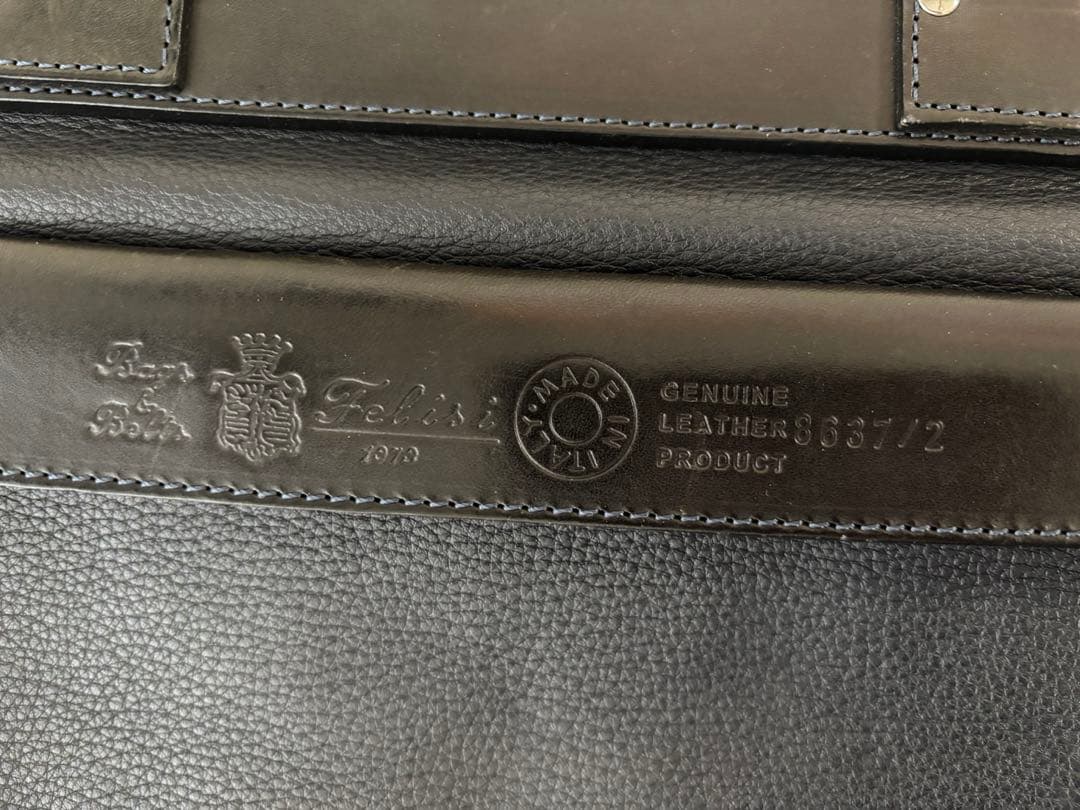 Bags
&
Belts
Felisi
1973
MADE IN ITALY
GENUINE
LEATHER 8637/2
PRODUCT